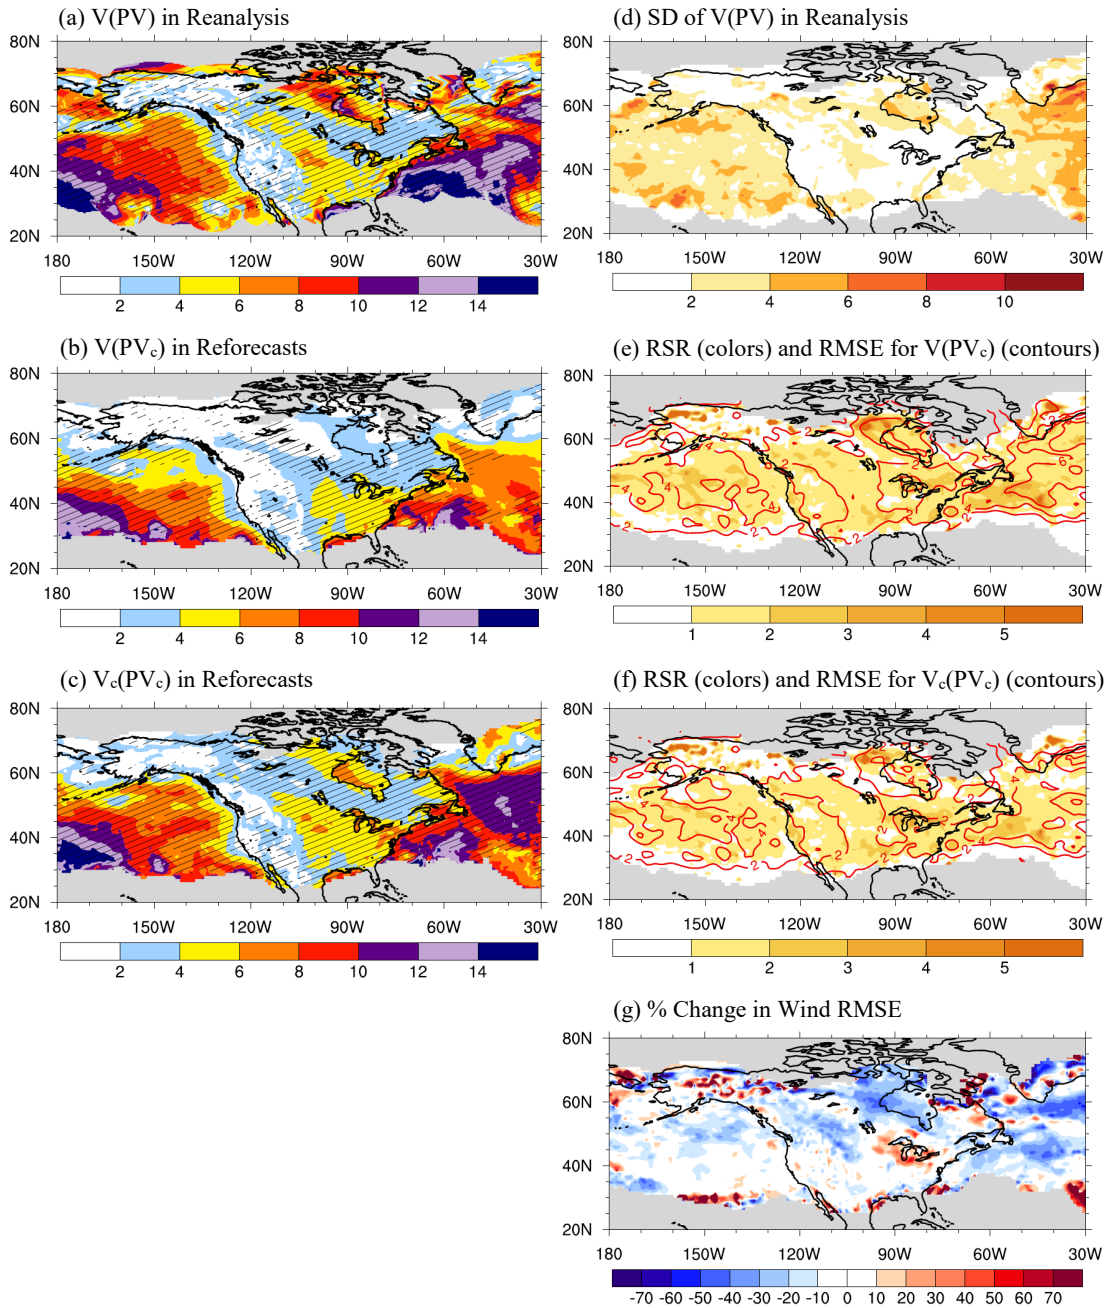 (a) V(PV) in Reanalysis
80N
60N
40N
20N
180 150W 120W 90W 60W 30W
2 4 6 8 10 12 14
(d) SD of V(PV) in Reanalysis
80N
60N
40N
20N
180 150W 120W 90W 60W 30W
2 4 6 8 10
(b) V(PVc) in Reforecasts
80N
60N
40N
20N
180 150W 120W 90W 60W 30W
2 4 6 8 10 12 14
(e) RSR (colors) and RMSE for V(PVc) (contours)
80N
60N
40N
20N
180 150W 120W 90W 60W 30W
1 2 3 4 5
(c) Vc(PVc) in Reforecasts
80N
60N
40N
20N
180 150W 120W 90W 60W 30W
2 4 6 8 10 12 14
(f) RSR (colors) and RMSE for Vc(PVc) (contours)
80N
60N
40N
20N
180 150W 120W 90W 60W 30W
1 2 3 4 5
(g) % Change in Wind RMSE
80N
60N
40N
20N
180 150W 120W 90W 60W 30W
-70 -60 -50 -40 -30 -20 -10 0 10 20 30 40 50 60 70